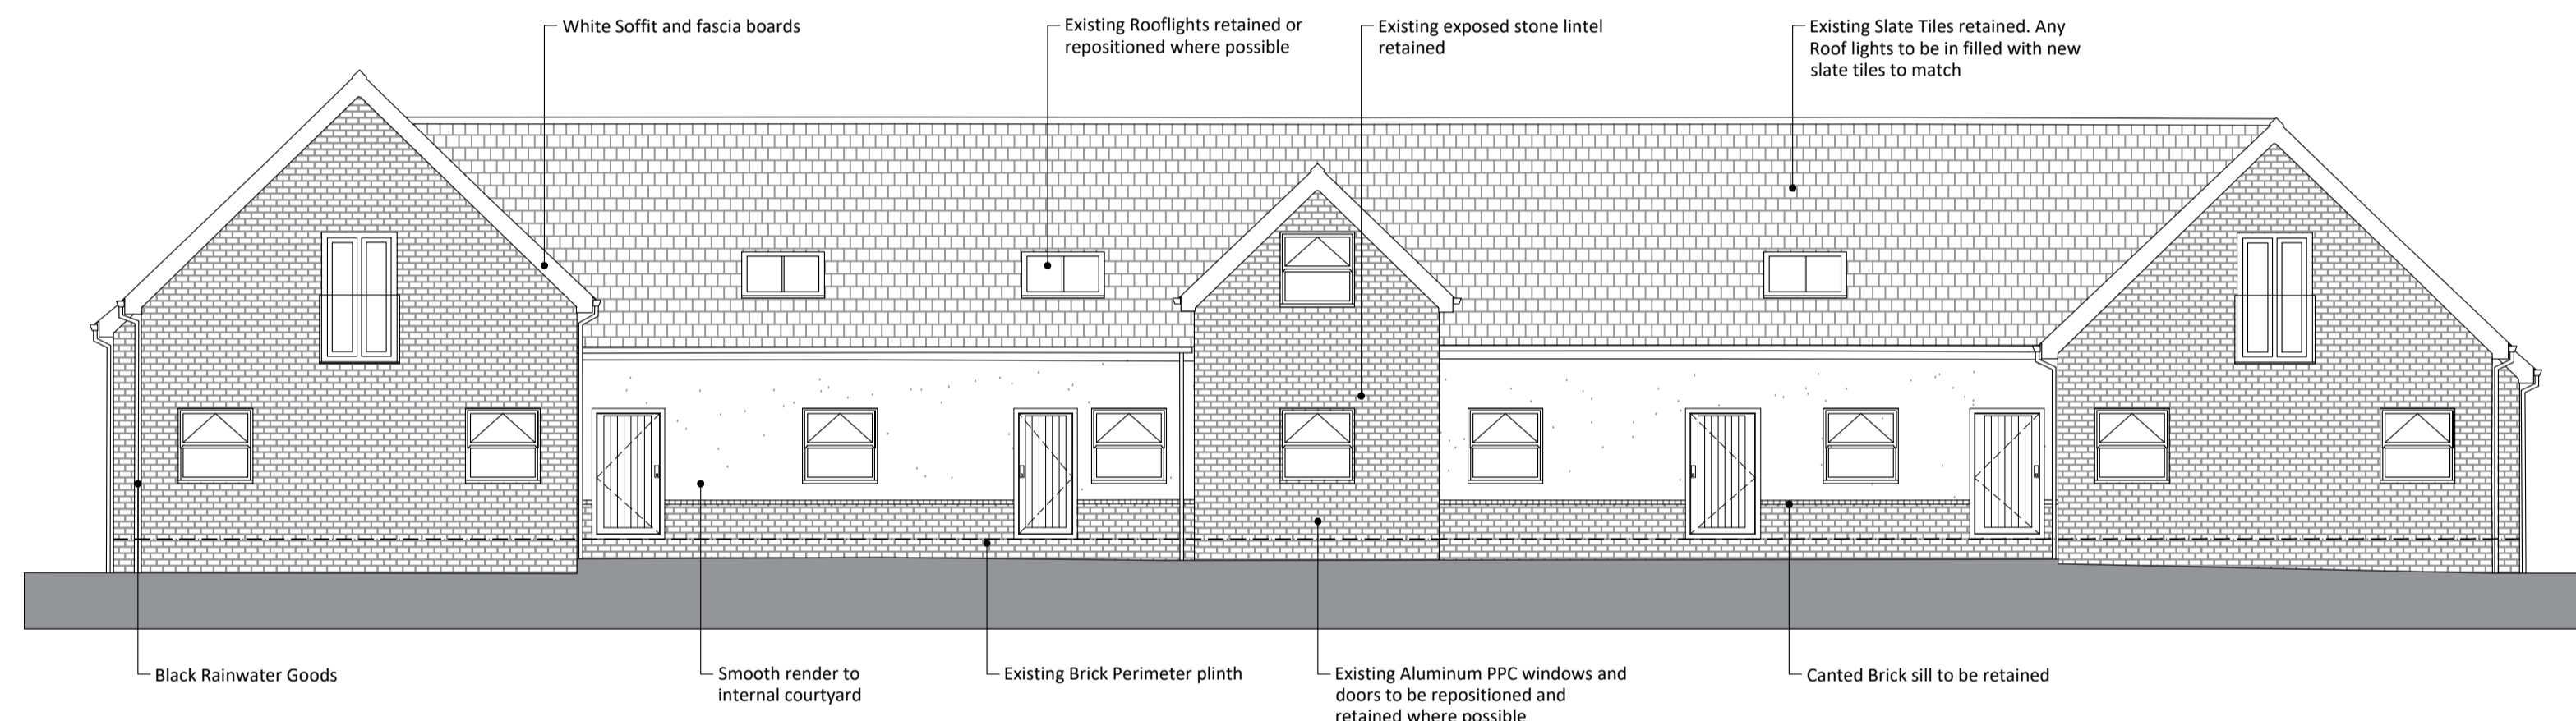 White Soffit and fascia boards
Existing Rooflights retained or
repositioned where possible
Existing exposed stone lintel
retained
Existing Slate Tiles retained. Any
Roof lights to be in filled with new
slate tiles to match
Black Rainwater Goods
Smooth render to
internal courtyard
Existing Brick Perimeter plinth
Existing Aluminum PPC windows and
doors to be repositioned and
retained where possible
Canted Brick sill to be retained